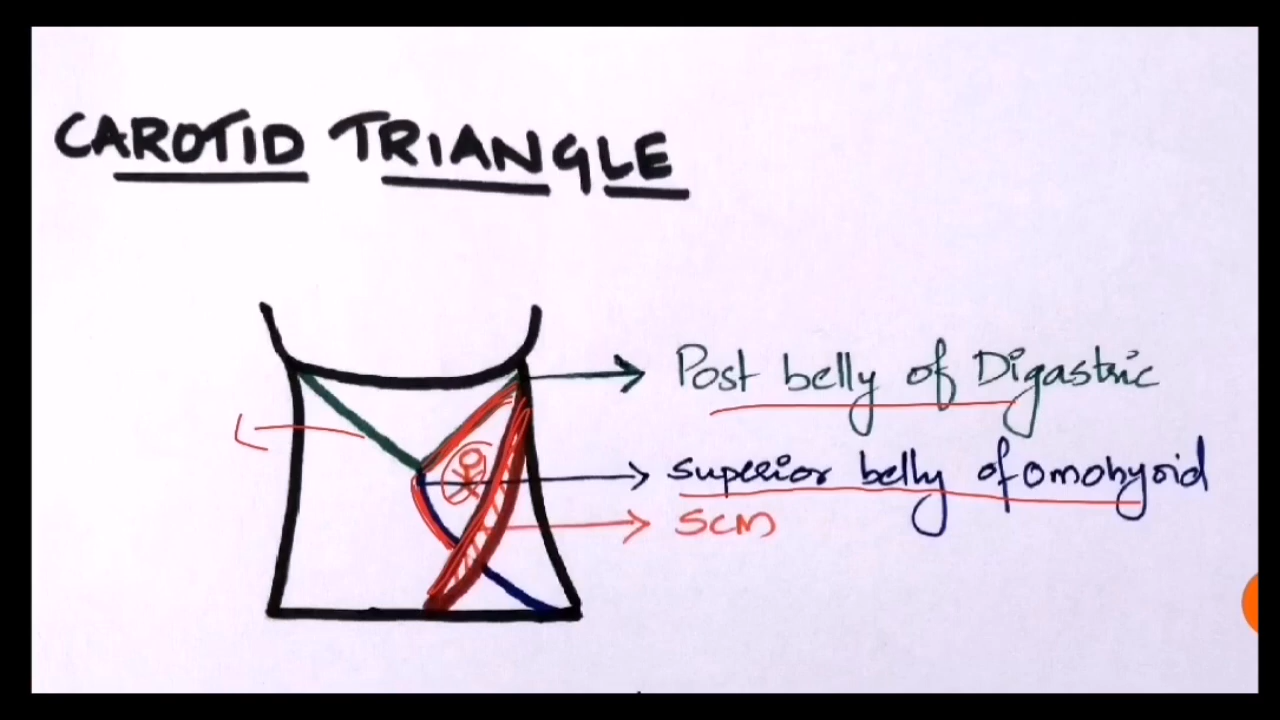 CAROTID TRIANGLE
Post belly of Digastric
superior belly of omohyoid
SCM